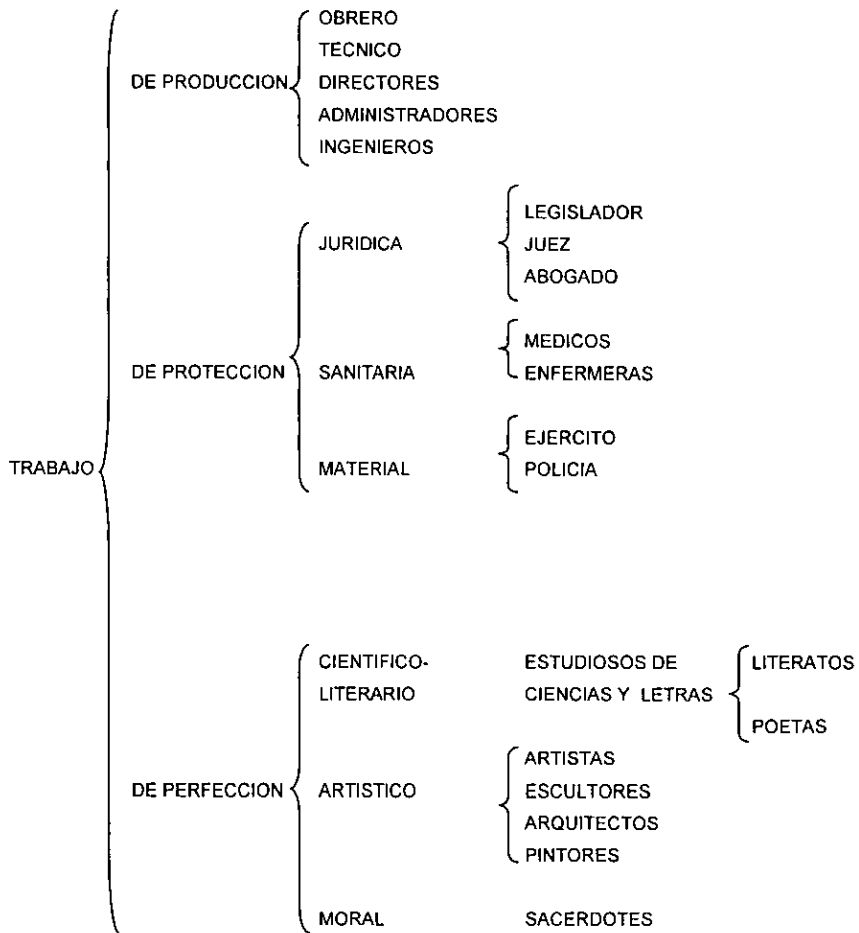 OBRERO
TECNICO
DE PRODUCCION DIRECTORES
ADMINISTRADORES
INGENIEROS
LEGISLADOR
JURIDICA JUEZ
ABOGADO
MEDICOS
DE PROTECCION SANITARIA ENFERMERAS
EJERCITO
TRABAJO MATERIAL POLICIA
CIENTIFICO- ESTUDIOSOS DE LITERATOS
LITERARIO CIENCIAS Y LETRAS
POETAS
ARTISTAS
DE PERFECCION ARTISTICO ESCULTORES
ARQUITECTOS
PINTORES
MORAL SACERDOTES